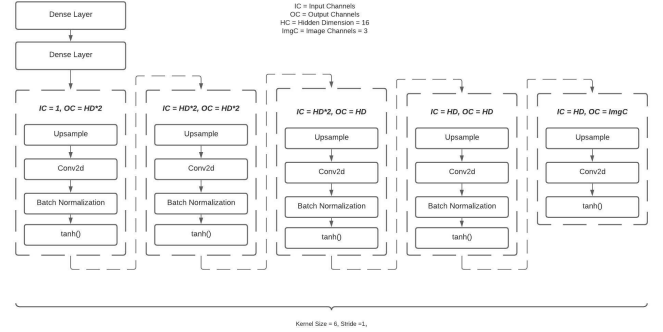 IC = Input Channels
OC = Output Channels
HC = Hidden Dimension = 16
ImgC = Image Channels = 3
Dense Layer
Dense Layer
IC = 1, OC = HD*2
Upsample
Conv2d
Batch Normalization
tanh()
IC = HD*2, OC = HD*2
Upsample
Conv2d
Batch Normalization
tanh()
IC = HD*2, OC = HD
Upsample
Conv2d
Batch Normalization
tanh()
IC = HD, OC = HD
Upsample
Conv2d
Batch Normalization
tanh()
IC = HD, OC = ImgC
Upsample
Conv2d
tanh()
Kernel Size = 6, Stride =1,